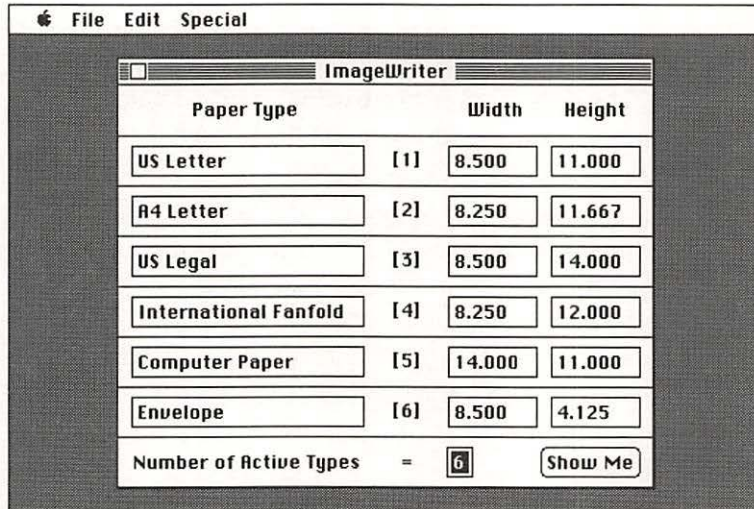 File Edit Special
ImageWriter
Paper Type Width Height
US Letter [1] 8.500 11.000
A4 Letter [2] 8.250 11.667
US Legal [3] 8.500 14.000
International Fanfold [4] 8.250 12.000
Computer Paper [5] 14.000 11.000
Envelope [6] 8.500 4.125
Number of Active Types = 6 Show Me